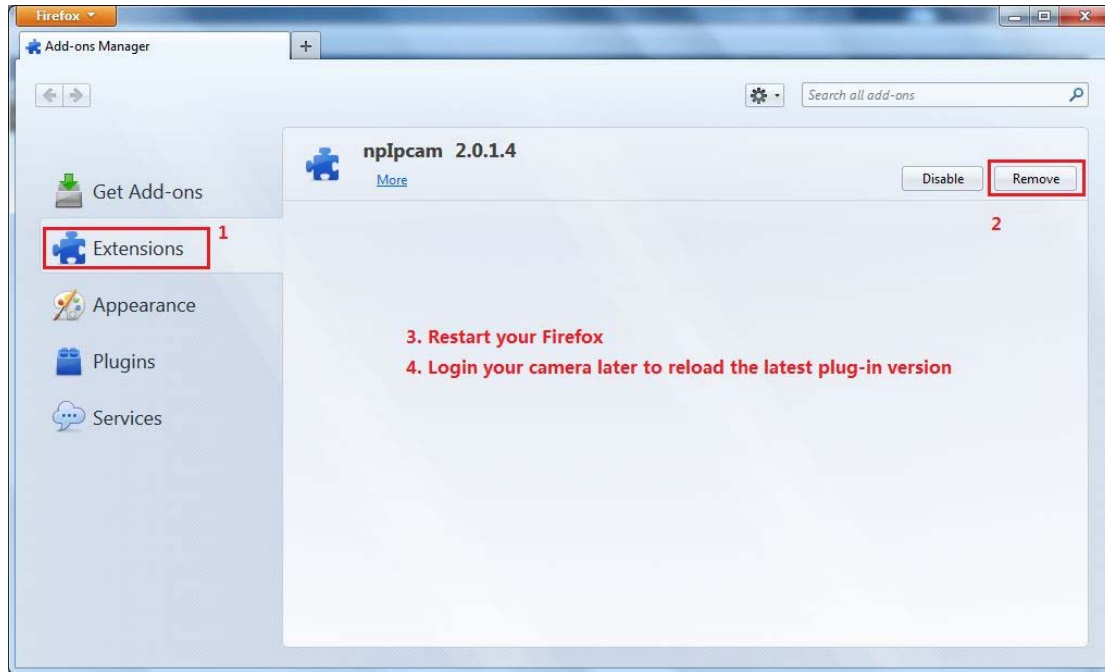 Firefox
Add-ons Manager
+
Search all add-ons
npIpcam 2.0.1.4
More
Disable
Remove
Get Add-ons
2
Extensions
1
Appearance
3. Restart your Firefox
4. Login your camera later to reload the latest plug-in version
Plugins
Services